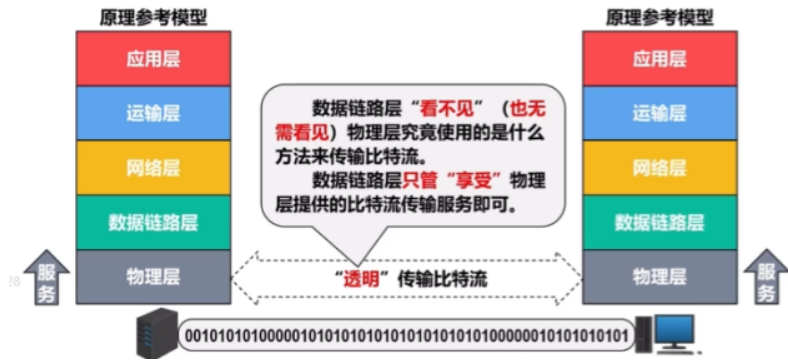 原理参考模型
原理参考模型
应用层
应用层
数据链路层“看不见”（也无
需看见）物理层究竟使用的是什么
方法来传输比特流。
数据链路层只管“享受”物理
层提供的比特流传输服务即可。
运输层
运输层
网络层
网络层
数据链路层
数据链路层
服务
物理层
“透明”传输比特流
物理层
服务